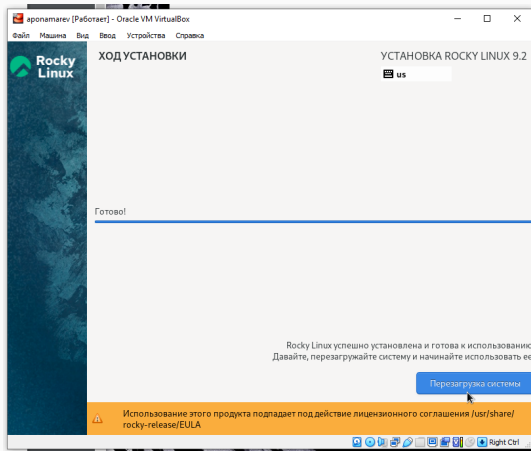 aponamarev [Работает] - Oracle VM VirtualBox
Файл Машина Вид Ввод Устройства Справка
Rocky
Linux
ХОД УСТАНОВКИ
УСТАНОВКА ROCKY LINUX 9.2
us
Готово!
Rocky Linux успешно установлена и готова к использованию
Давайте, перезагружайте систему и начинайте использовать ее
Перезагрузка системы
Использование этого продукта подпадает под действие лицензионного соглашения /usr/share/
rocky-release/EULA
Right Ctrl